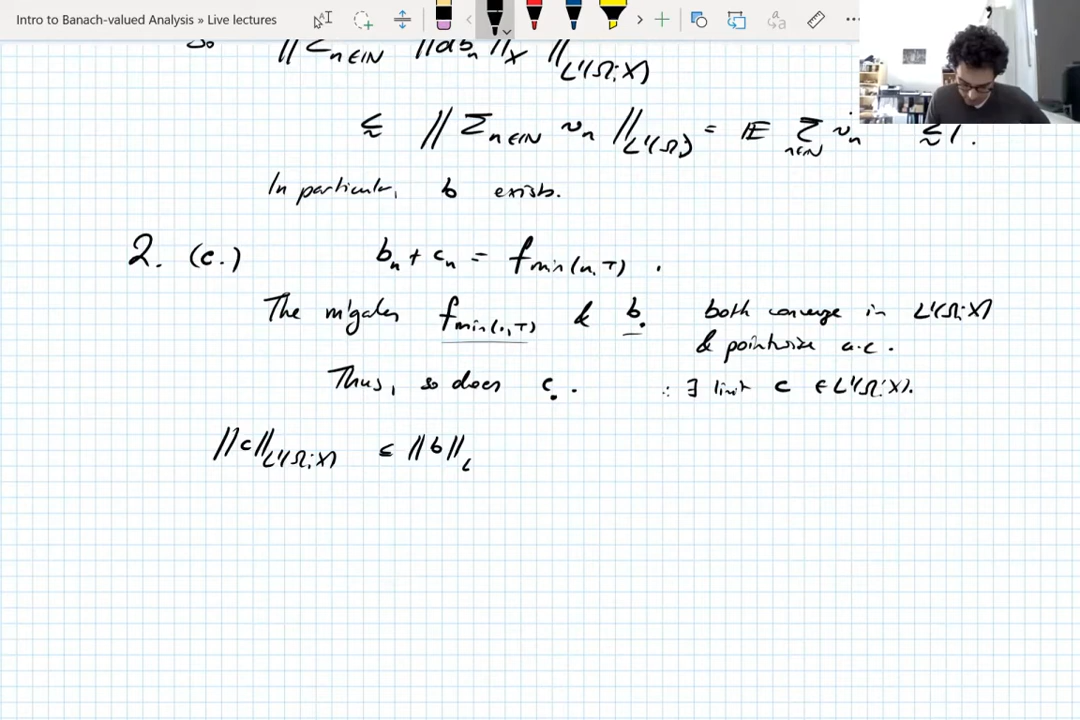 Intro to Banach-valued Analysis » Live lectures
So ‖Σ_{n∈ℕ} ‖db_n‖_X ‖_{L¹(Ω;X)}
≲ ‖Σ_{n∈ℕ} v_n‖_{L¹(Ω)} = 𝔼 Σ_{n∈ℕ} v_n ≲ 1.
In particular, b exists.
2. (c.) b_n + c_n = f_{min(n,T)}.
The m'gales f_{min(·,T)} & b. both converge in L¹(Ω;X)
& pointwise a.e.
Thus, so does c. ∴ ∃ limit c ∈ L¹(Ω;X).
‖c‖_{L¹(Ω;X)} ≤ ‖b‖_L